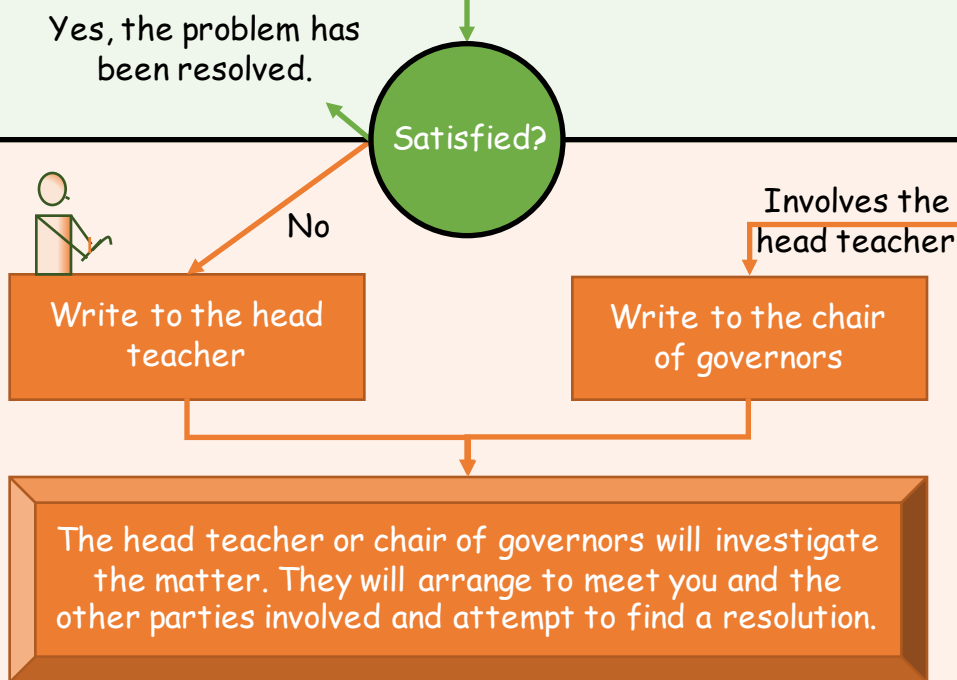 Yes, the problem has
been resolved.
Satisfied?
No
Involves the
head teacher
Write to the head
teacher
Write to the chair
of governors
The head teacher or chair of governors will investigate
the matter. They will arrange to meet you and the
other parties involved and attempt to find a resolution.